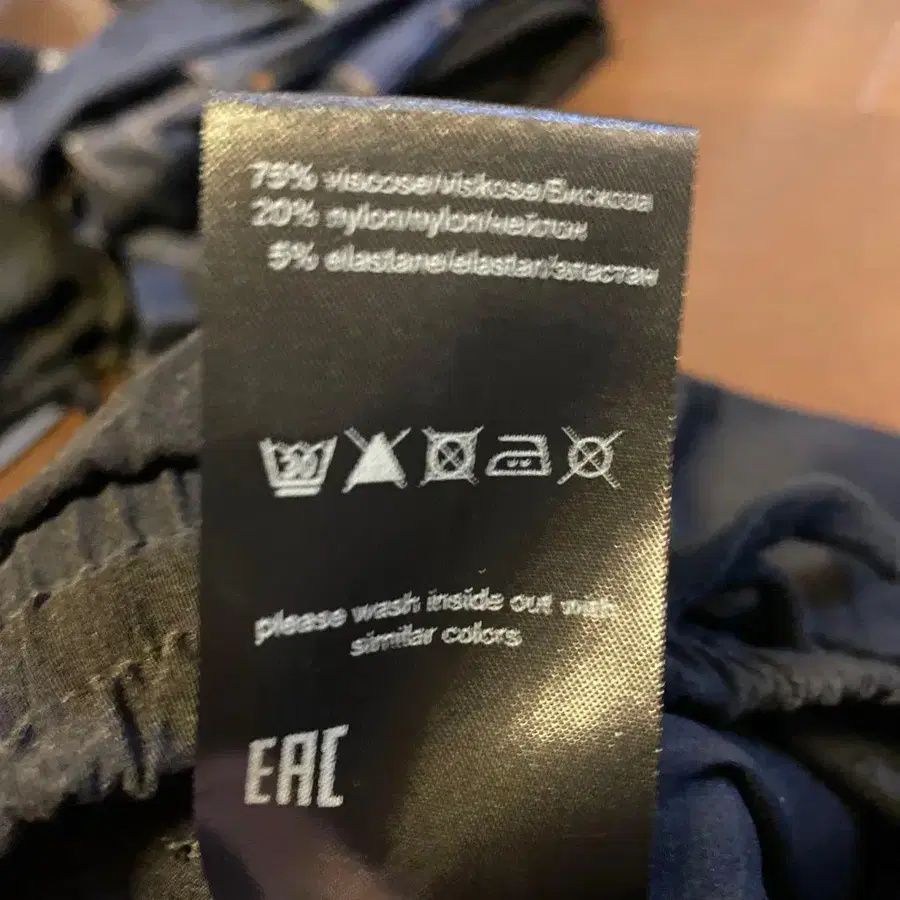 75% viscose/viskose/Вискоза
20% nylon/nylon/нейлон
5% elastane/elastan/эластан
30
please wash inside out with
similar colors
EAC